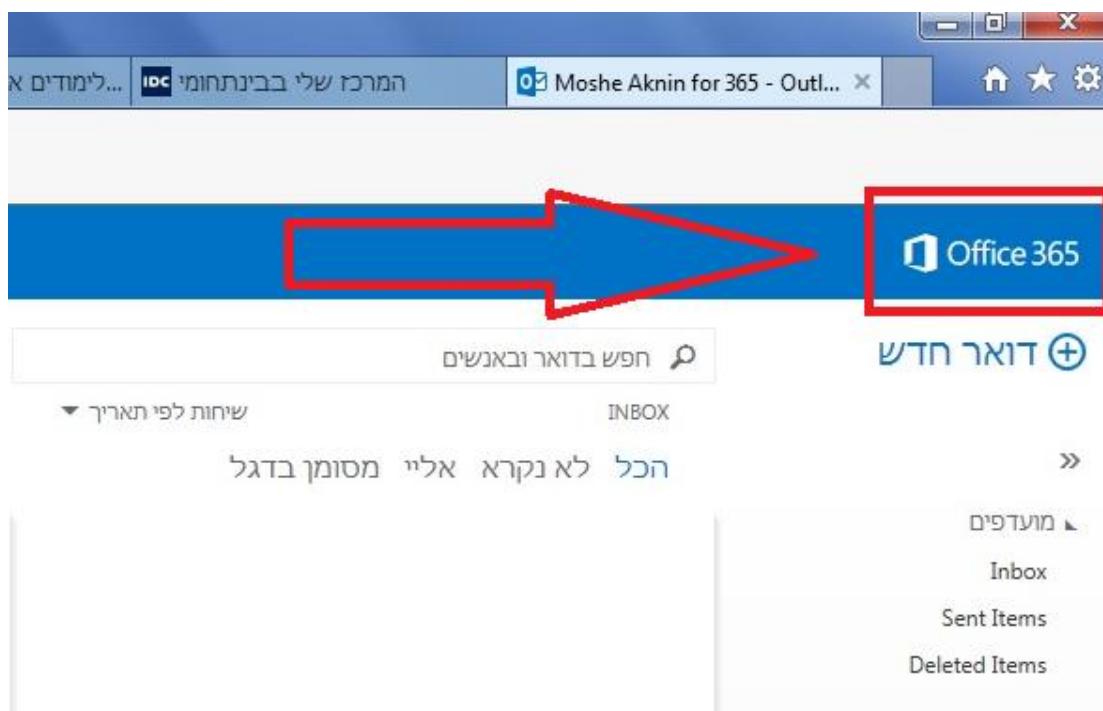 לימודים א...
המרכז שלי בבינתחומי IDC
Moshe Aknin for 365 - Outl...
Office 365
דואר חדש
חפש בדואר ובאנשים
INBOX שיחות לפי תאריך
הכל לא נקרא אליי מסומן בדגל
מועדפים
Inbox
Sent Items
Deleted Items